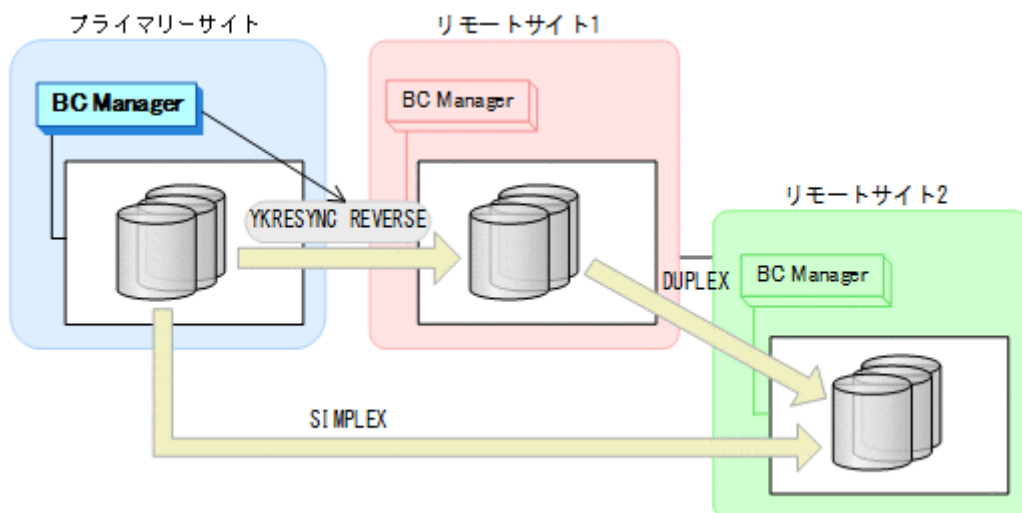 プライマリーサイト
リモートサイト1
BC Manager
BC Manager
リモートサイト2
YKRESYNC REVERSE
DUPLEX
BC Manager
SIMPLEX